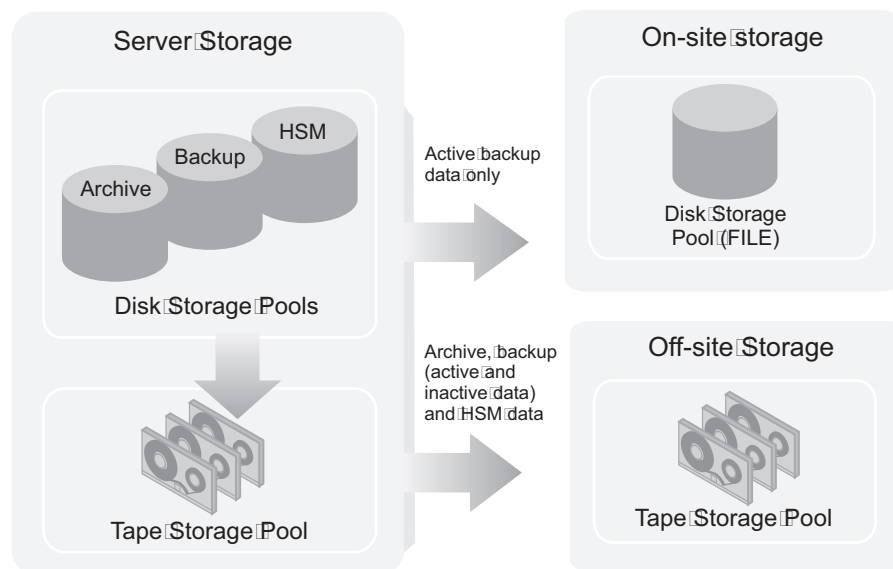 Server Storage
HSM
Backup
Archive
Disk Storage Pools
Tape Storage Pool
Active backup
data only
Archive, backup
(active and
inactive data)
and HSM data
On-site storage
Disk Storage
Pool (FILE)
Off-site Storage
Tape Storage Pool